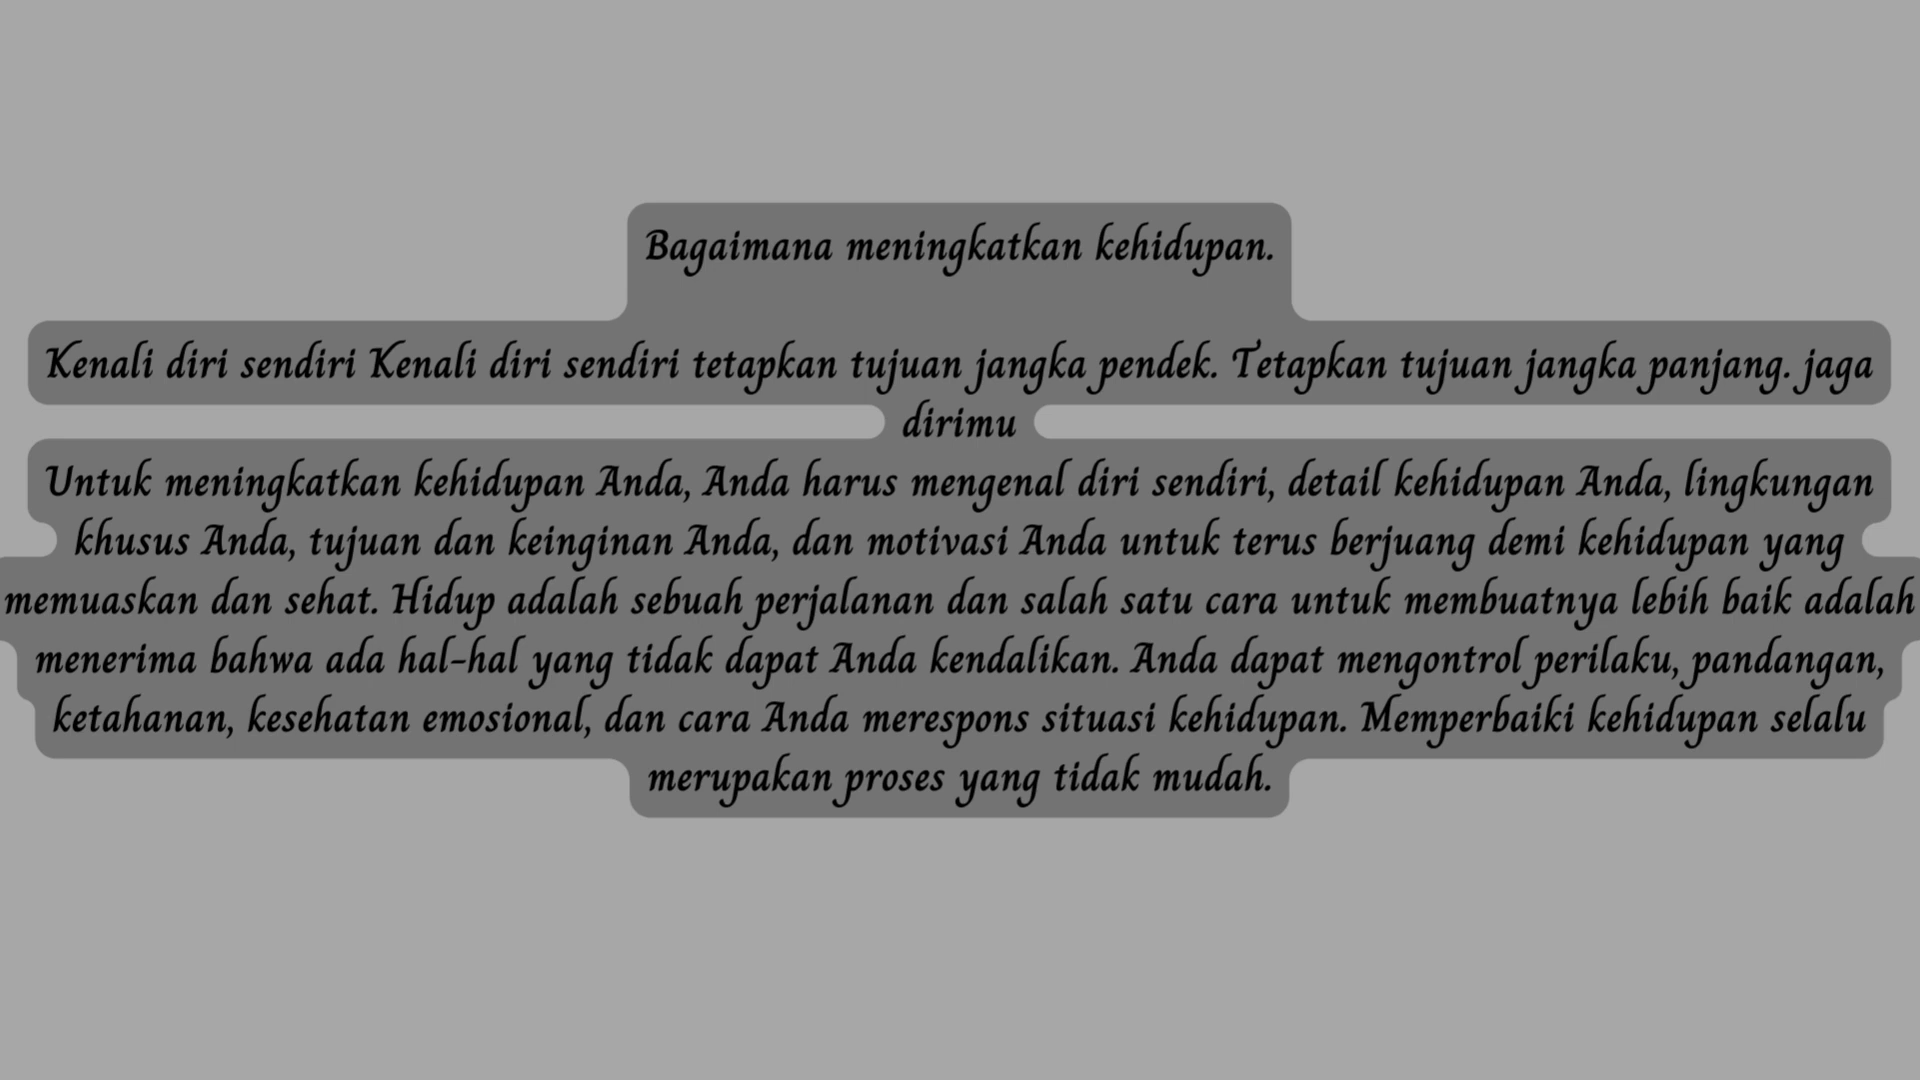 Bagaimana meningkatkan kehidupan.
Kenali diri sendiri Kenali diri sendiri tetapkan tujuan jangka pendek. Tetapkan tujuan jangka panjang. jaga
dirimu
Untuk meningkatkan kehidupan Anda, Anda harus mengenal diri sendiri, detail kehidupan Anda, lingkungan
khusus Anda, tujuan dan keinginan Anda, dan motivasi Anda untuk terus berjuang demi kehidupan yang
memuaskan dan sehat. Hidup adalah sebuah perjalanan dan salah satu cara untuk membuatnya lebih baik adalah
menerima bahwa ada hal-hal yang tidak dapat Anda kendalikan. Anda dapat mengontrol perilaku, pandangan,
ketahanan, kesehatan emosional, dan cara Anda merespons situasi kehidupan. Memperbaiki kehidupan selalu
merupakan proses yang tidak mudah.